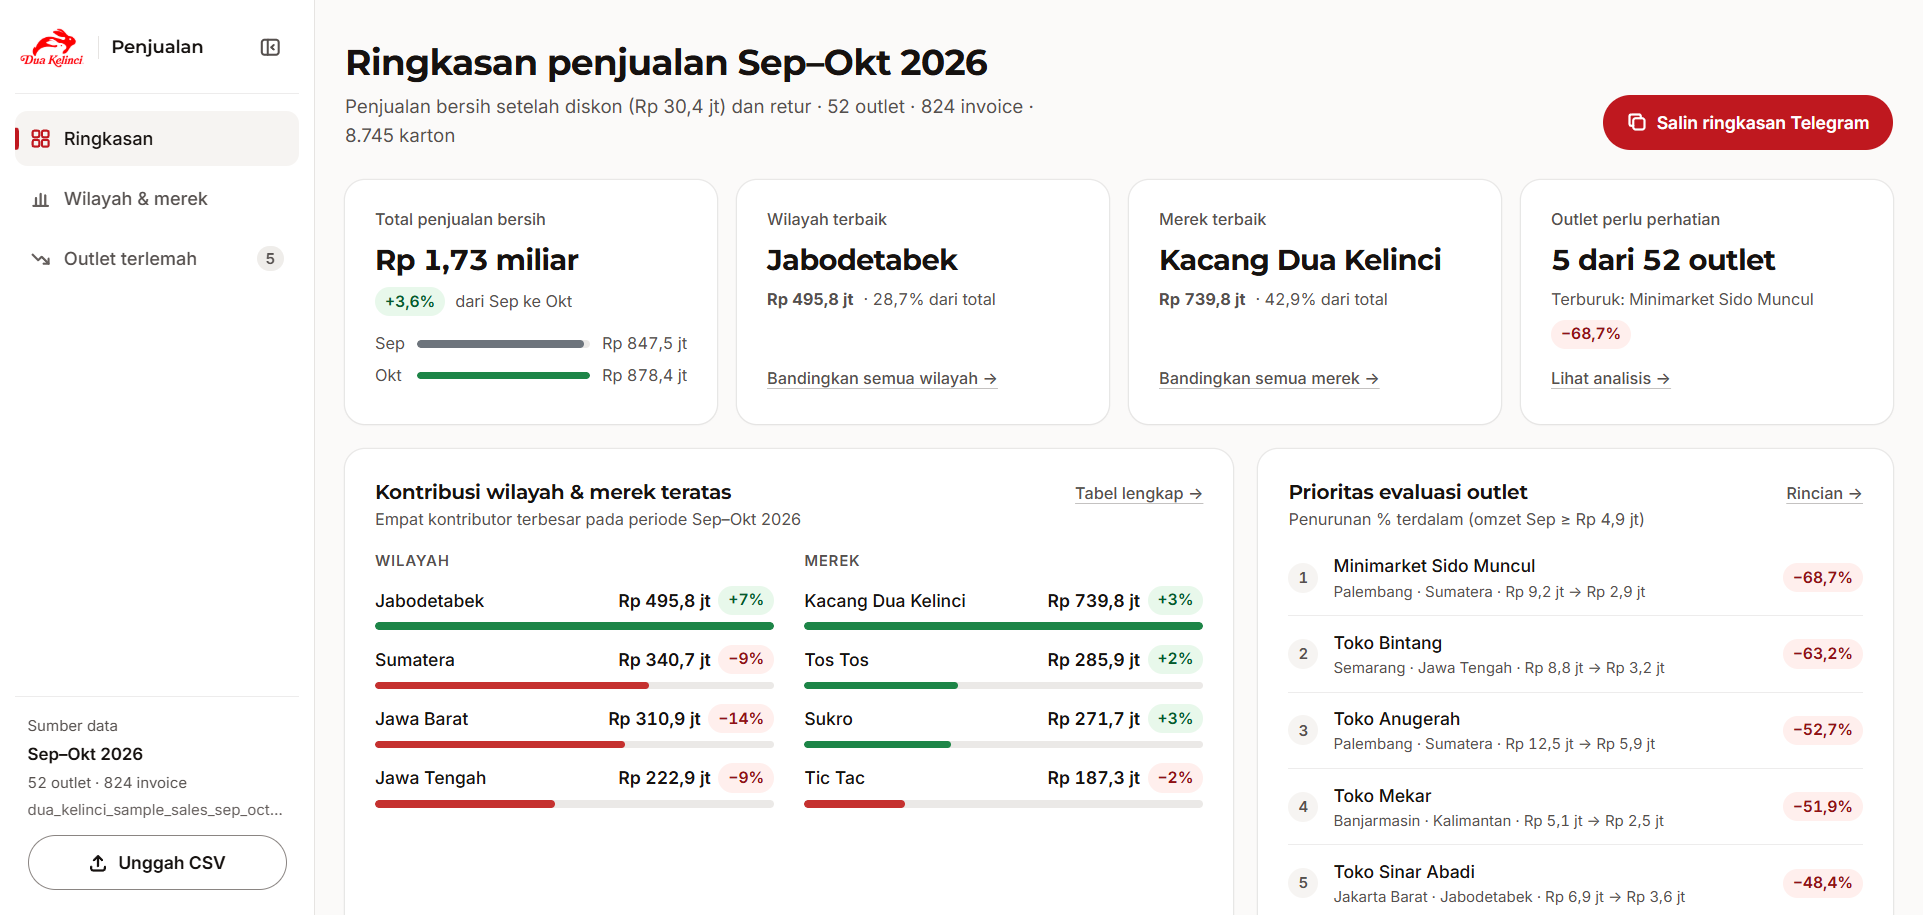 Dua Kelinci
Penjualan
Ringkasan
Wilayah & merek
Outlet terlemah 5
Sumber data
Sep–Okt 2026
52 outlet · 824 invoice
dua_kelinci_sample_sales_sep_oct...
Unggah CSV
Ringkasan penjualan Sep–Okt 2026
Penjualan bersih setelah diskon (Rp 30,4 jt) dan retur · 52 outlet · 824 invoice ·
8.745 karton
Salin ringkasan Telegram
Total penjualan bersih
Rp 1,73 miliar
+3,6% dari Sep ke Okt
Sep Rp 847,5 jt
Okt Rp 878,4 jt
Wilayah terbaik
Jabodetabek
Rp 495,8 jt · 28,7% dari total
Bandingkan semua wilayah →
Merek terbaik
Kacang Dua Kelinci
Rp 739,8 jt · 42,9% dari total
Bandingkan semua merek →
Outlet perlu perhatian
5 dari 52 outlet
Terburuk: Minimarket Sido Muncul
−68,7%
Lihat analisis →
Kontribusi wilayah & merek teratas
Tabel lengkap →
Empat kontributor terbesar pada periode Sep–Okt 2026
WILAYAH
Jabodetabek Rp 495,8 jt +7%
Sumatera Rp 340,7 jt −9%
Jawa Barat Rp 310,9 jt −14%
Jawa Tengah Rp 222,9 jt −9%
MEREK
Kacang Dua Kelinci Rp 739,8 jt +3%
Tos Tos Rp 285,9 jt +2%
Sukro Rp 271,7 jt +3%
Tic Tac Rp 187,3 jt −2%
Prioritas evaluasi outlet
Rincian →
Penurunan % terdalam (omzet Sep ≥ Rp 4,9 jt)
1 Minimarket Sido Muncul −68,7%
Palembang · Sumatera · Rp 9,2 jt → Rp 2,9 jt
2 Toko Bintang −63,2%
Semarang · Jawa Tengah · Rp 8,8 jt → Rp 3,2 jt
3 Toko Anugerah −52,7%
Palembang · Sumatera · Rp 12,5 jt → Rp 5,9 jt
4 Toko Mekar −51,9%
Banjarmasin · Kalimantan · Rp 5,1 jt → Rp 2,5 jt
5 Toko Sinar Abadi −48,4%
Jakarta Barat · Jabodetabek · Rp 6,9 jt → Rp 3,6 jt